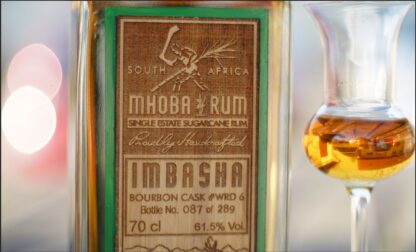 SOUTH AFRICA
MHOBA RUM
SINGLE ESTATE SUGARCANE RUM
Proudly Handcrafted
IMBASHA
BOURBON CASK #WRD 6
Bottle No. 087 of 289
70 cl 61.5% Vol